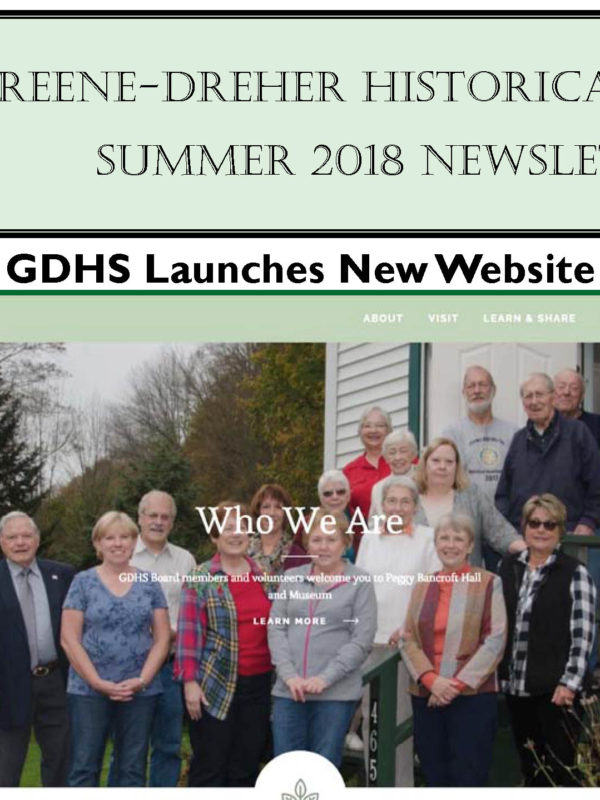 REENE-DREHER HISTORICA
SUMMER 2018 NEWSLE
GDHS Launches New Website
ABOUT VISIT LEARN & SHARE
Who We Are
GDHS Board members and volunteers welcome you to Peggy Bancroft Hall
and Museum
LEARN MORE
465